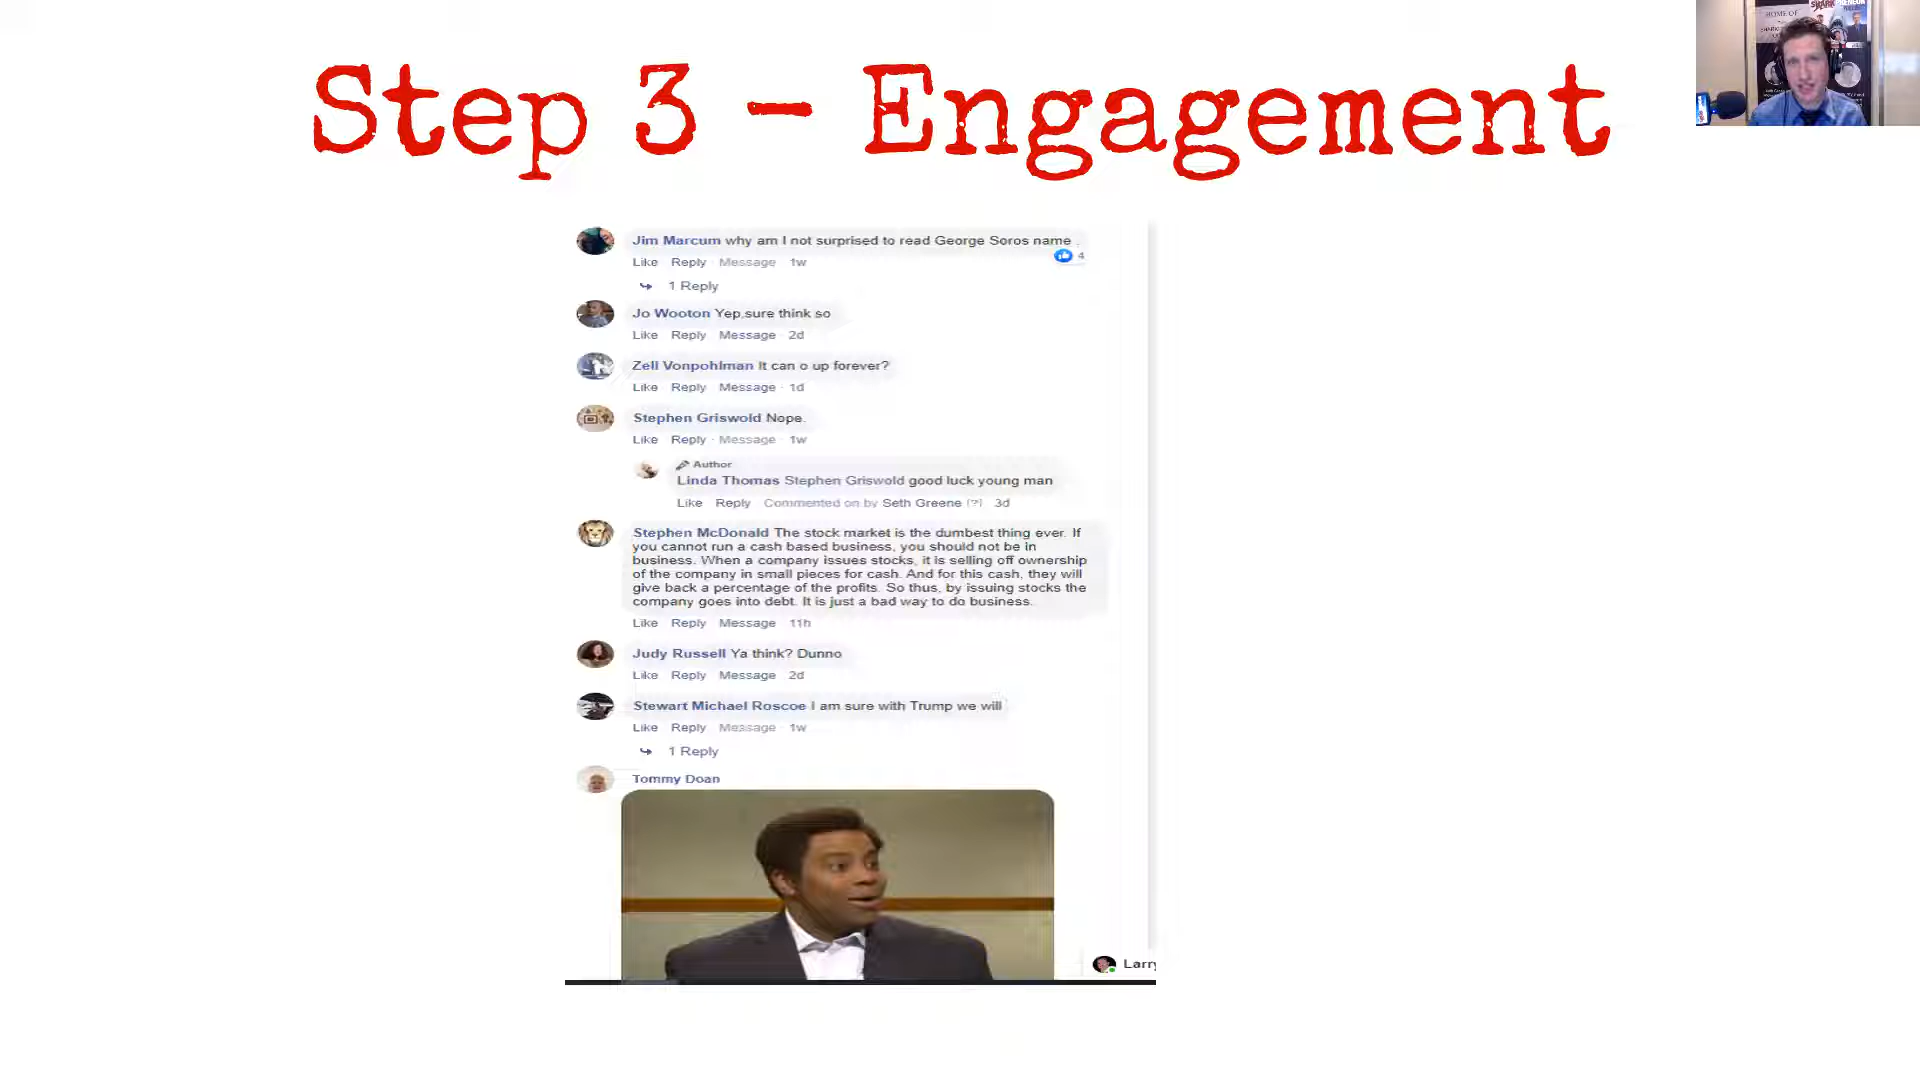 Step 3 - Engagement
HOME OF
Jim Marcum why am I not surprised to read George Soros name .
4
Like Reply Message 1w
1 Reply
Jo Wooton Yep,sure think so
Like Reply Message 2d
Zell Vonpohlman It can o up forever?
Like Reply Message 1d
Stephen Griswold Nope.
Like Reply Message 1w
Author
Linda Thomas Stephen Griswold good luck young man
Like Reply Commented on by Seth Greene [?] 3d
Stephen McDonald The stock market is the dumbest thing ever. If
you cannot run a cash based business, you should not be in
business. When a company issues stocks, it is selling off ownership
of the company in small pieces for cash. And for this cash, they will
give back a percentage of the profits. So thus, by issuing stocks the
company goes into debt. It is just a bad way to do business.
Like Reply Message 11h
Judy Russell Ya think? Dunno
Like Reply Message 2d
Stewart Michael Roscoe I am sure with Trump we will
Like Reply Message 1w
1 Reply
Tommy Doan
Larry